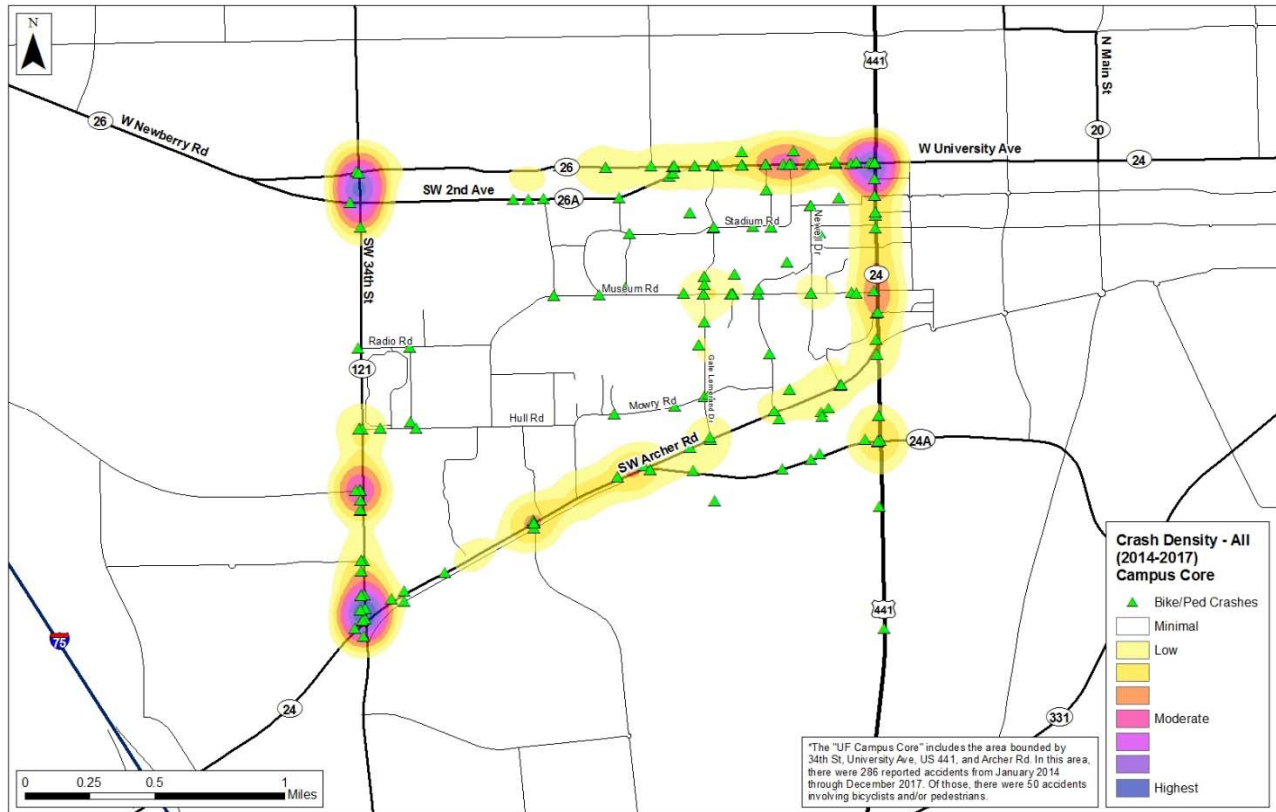 N
441
N Main St
26
W Newberry Rd
20
W University Ave
26
24
SW 2nd Ave
26A
Stadium Rd
Newell Dr
SW 34th St
24
Museum Rd
Radio Rd
121
Gale Lemerand Dr
Mowry Rd
Hull Rd
SW Archer Rd
24A
Crash Density - All
(2014-2017)
Campus Core
Bike/Ped Crashes
Minimal
Low
Moderate
Highest
441
75
24
331
*The "UF Campus Core" includes the area bounded by
34th St, University Ave, US 441, and Archer Rd. In this area,
there were 286 reported accidents from January 2014
through December 2017. Of those, there were 50 accidents
involving bicyclists and/or pedestrians.
0 0.25 0.5 1
Miles